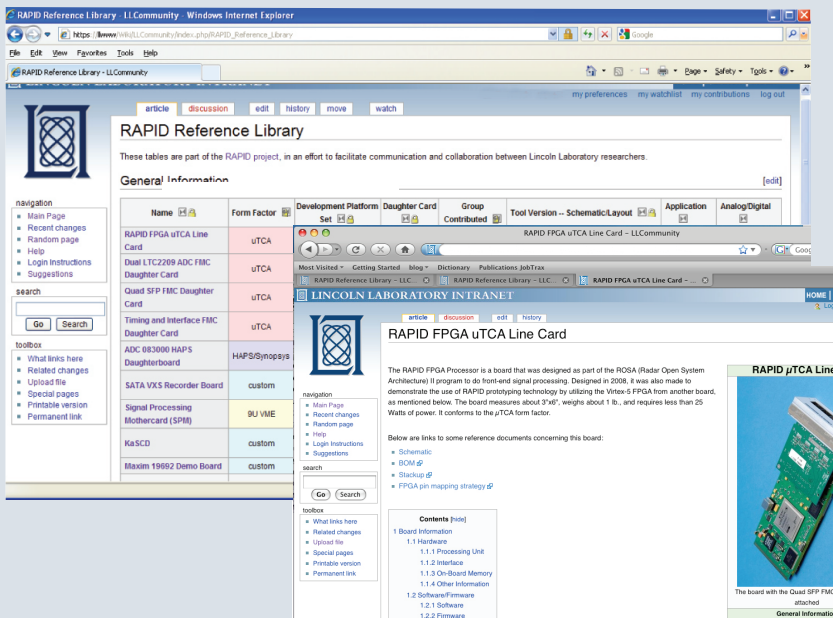 RAPID Reference Library - LLCommunity - Windows Internet Explorer
https://llwww/Wiki/LLCommunity/index.php/RAPID_Reference_Library
Google
File Edit View Favorites Tools Help
RAPID Reference Library - LLCommunity
Page Safety Tools
my preferences my watchlist my contributions log out
article discussion edit history move watch
RAPID Reference Library
These tables are part of the RAPID project, in an effort to facilitate communication and collaboration between Lincoln Laboratory researchers.
General Information
[edit]
navigation
Main Page
Recent changes
Random page
Help
Login Instructions
Suggestions
search
Go Search
toolbox
What links here
Related changes
Upload file
Special pages
Printable version
Permanent link
Name Form Factor Development Platform Set Daughter Card Group Contributed Tool Version -- Schematic/Layout Application Analog/Digital
RAPID FPGA uTCA Line Card uTCA
Dual LTC2209 ADC FMC Daughter Card uTCA
Quad SFP FMC Daughter Card uTCA
Timing and Interface FMC Daughter Card uTCA
ADC 083000 HAPS Daughterboard HAPS/Synopsys
SATA VXS Recorder Board custom
Signal Processing Mothercard (SPM) 9U VME
KaSCD custom
Maxim 19692 Demo Board custom
RAPID FPGA uTCA Line Card – LLCommunity
Goog
Most Visited Getting Started blog Dictionary Publications JobTrax
RAPID Reference Library – LLC... RAPID Reference Library – LLC... RAPID FPGA uTCA Line Card – ...
LINCOLN LABORATORY INTRANET
HOME
Log
article discussion edit history
RAPID FPGA uTCA Line Card
The RAPID FPGA Processor is a board that was designed as part of the ROSA (Radar Open System
Architecture) II program to do front-end signal processing. Designed in 2008, it was also made to
demonstrate the use of RAPID prototyping technology by utilizing the Virtex-5 FPGA from another board,
as mentioned below. The board measures about 3"x6", weighs about 1 lb., and requires less than 25
Watts of power. It conforms to the µTCA form factor.
Below are links to some reference documents concerning this board:
Schematic
BOM
Stackup
FPGA pin mapping strategy
navigation
Main Page
Recent changes
Random page
Help
Login Instructions
Suggestions
search
Go Search
toolbox
What links here
Related changes
Upload file
Special pages
Printable version
Permanent link
Contents [hide]
1 Board Information
1.1 Hardware
1.1.1 Processing Unit
1.1.2 Interface
1.1.3 On-Board Memory
1.1.4 Other Information
1.2 Software/Firmware
1.2.1 Software
1.2.2 Firmware
RAPID µTCA Line
The board with the Quad SFP FMC
attached
General Informatio